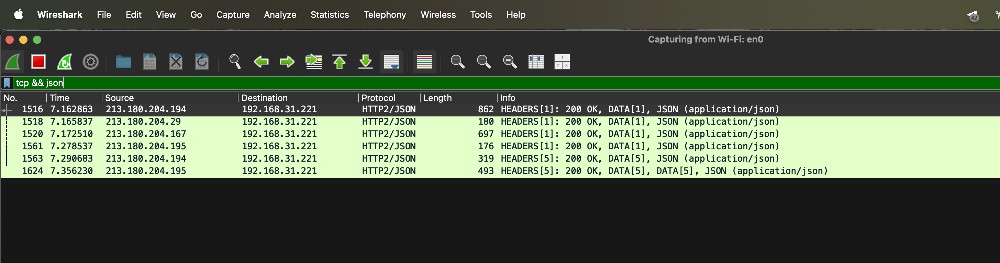 Wireshark File Edit View Go Capture Analyze Statistics Telephony Wireless Tools Help 42
Capturing from Wi-Fi: en0
tcp && json
No. Time Source Destination Protocol Length Info
1516 7.162863 213.180.204.194 192.168.31.221 HTTP2/JSON 862 HEADERS[1]: 200 OK, DATA[1], JSON (application/json)
1518 7.165837 213.180.204.29 192.168.31.221 HTTP2/JSON 180 HEADERS[1]: 200 OK, DATA[1], JSON (application/json)
1520 7.172510 213.180.204.167 192.168.31.221 HTTP2/JSON 697 HEADERS[1]: 200 OK, DATA[1], JSON (application/json)
1561 7.278537 213.180.204.195 192.168.31.221 HTTP2/JSON 176 HEADERS[1]: 200 OK, DATA[1], JSON (application/json)
1563 7.290683 213.180.204.194 192.168.31.221 HTTP2/JSON 319 HEADERS[5]: 200 OK, DATA[5], JSON (application/json)
1624 7.356230 213.180.204.195 192.168.31.221 HTTP2/JSON 493 HEADERS[5]: 200 OK, DATA[5], DATA[5], JSON (application/json)